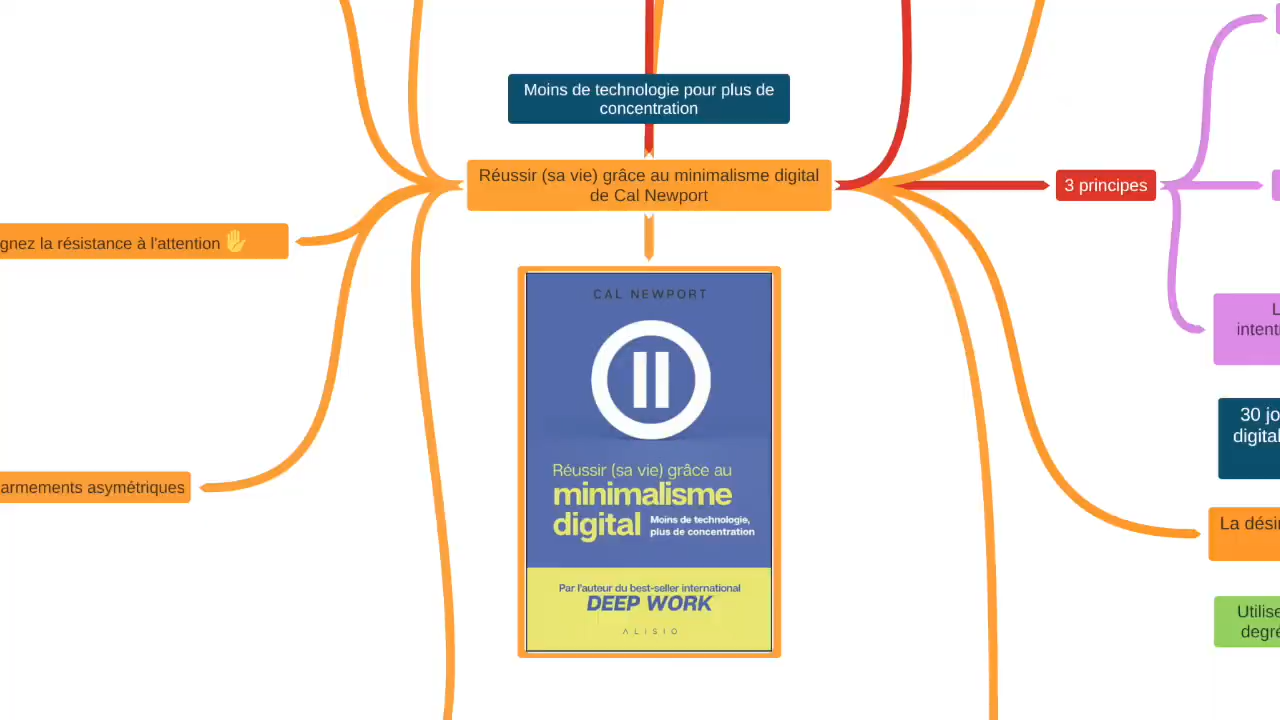 Moins de technologie pour plus de
concentration
Réussir (sa vie) grâce au minimalisme digital
de Cal Newport
3 principes
gnez la résistance à l'attention ✋
armements asymétriques
CAL NEWPORT
Réussir (sa vie) grâce au
minimalisme
digital
Moins de technologie,
plus de concentration
Par l'auteur du best-seller international
DEEP WORK
ALISIO
L
intenti
30 jo
digital
La désin
Utilise
degré